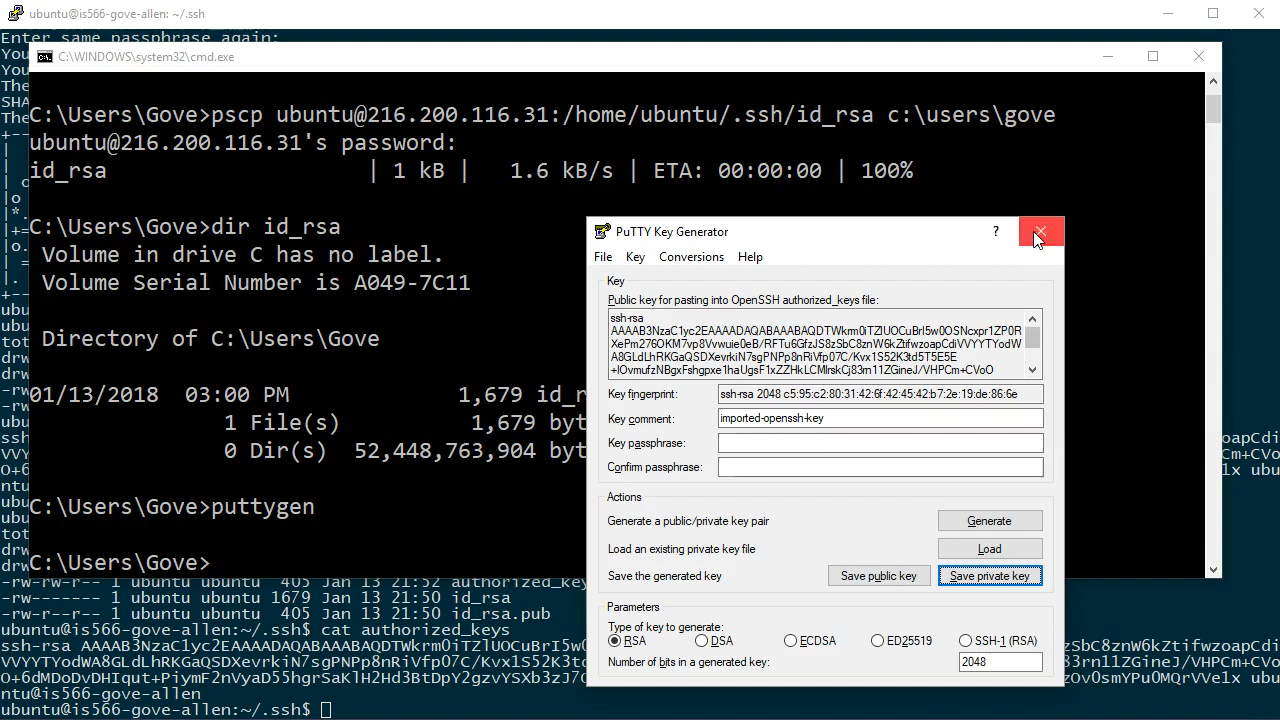 ubuntu@is566-gove-allen: ~/.ssh
Enter same passphrase again:
You
You
The
SHA
The
C:\WINDOWS\system32\cmd.exe
C:\Users\Gove>pscp ubuntu@216.200.116.31:/home/ubuntu/.ssh/id_rsa c:\users\gove
ubuntu@216.200.116.31's password:
id_rsa | 1 kB | 1.6 kB/s | ETA: 00:00:00 | 100%
C:\Users\Gove>dir id_rsa
Volume in drive C has no label.
Volume Serial Number is A049-7C11
Directory of C:\Users\Gove
01/13/2018 03:00 PM 1,679 id_r
1 File(s) 1,679 byt
0 Dir(s) 52,448,763,904 byt
C:\Users\Gove>puttygen
C:\Users\Gove>
PuTTY Key Generator
File Key Conversions Help
Key
Public key for pasting into OpenSSH authorized_keys file:
ssh-rsa
Key fingerprint: ssh-rsa 2048 c5:95:c2:80:31:42:6f:42:45:42:b7:2e:19:de:86:6e
Key comment: imported-openssh-key
Key passphrase:
Confirm passphrase:
Actions
Generate a public/private key pair Generate
Load an existing private key file Load
Save the generated key Save public key Save private key
Parameters
Type of key to generate:
RSA DSA ECDSA ED25519 SSH-1 (RSA)
Number of bits in a generated key: 2048
-rw-rw-r-- 1 ubuntu ubuntu 405 Jan 13 21:52 authorized_key
-rw------- 1 ubuntu ubuntu 1679 Jan 13 21:50 id_rsa
-rw-r--r-- 1 ubuntu ubuntu 405 Jan 13 21:50 id_rsa.pub
ubuntu@is566-gove-allen:~/.ssh$ cat authorized_keys
ssh-rsa
ntu@is566-gove-allen
ubuntu@is566-gove-allen:~/.ssh$